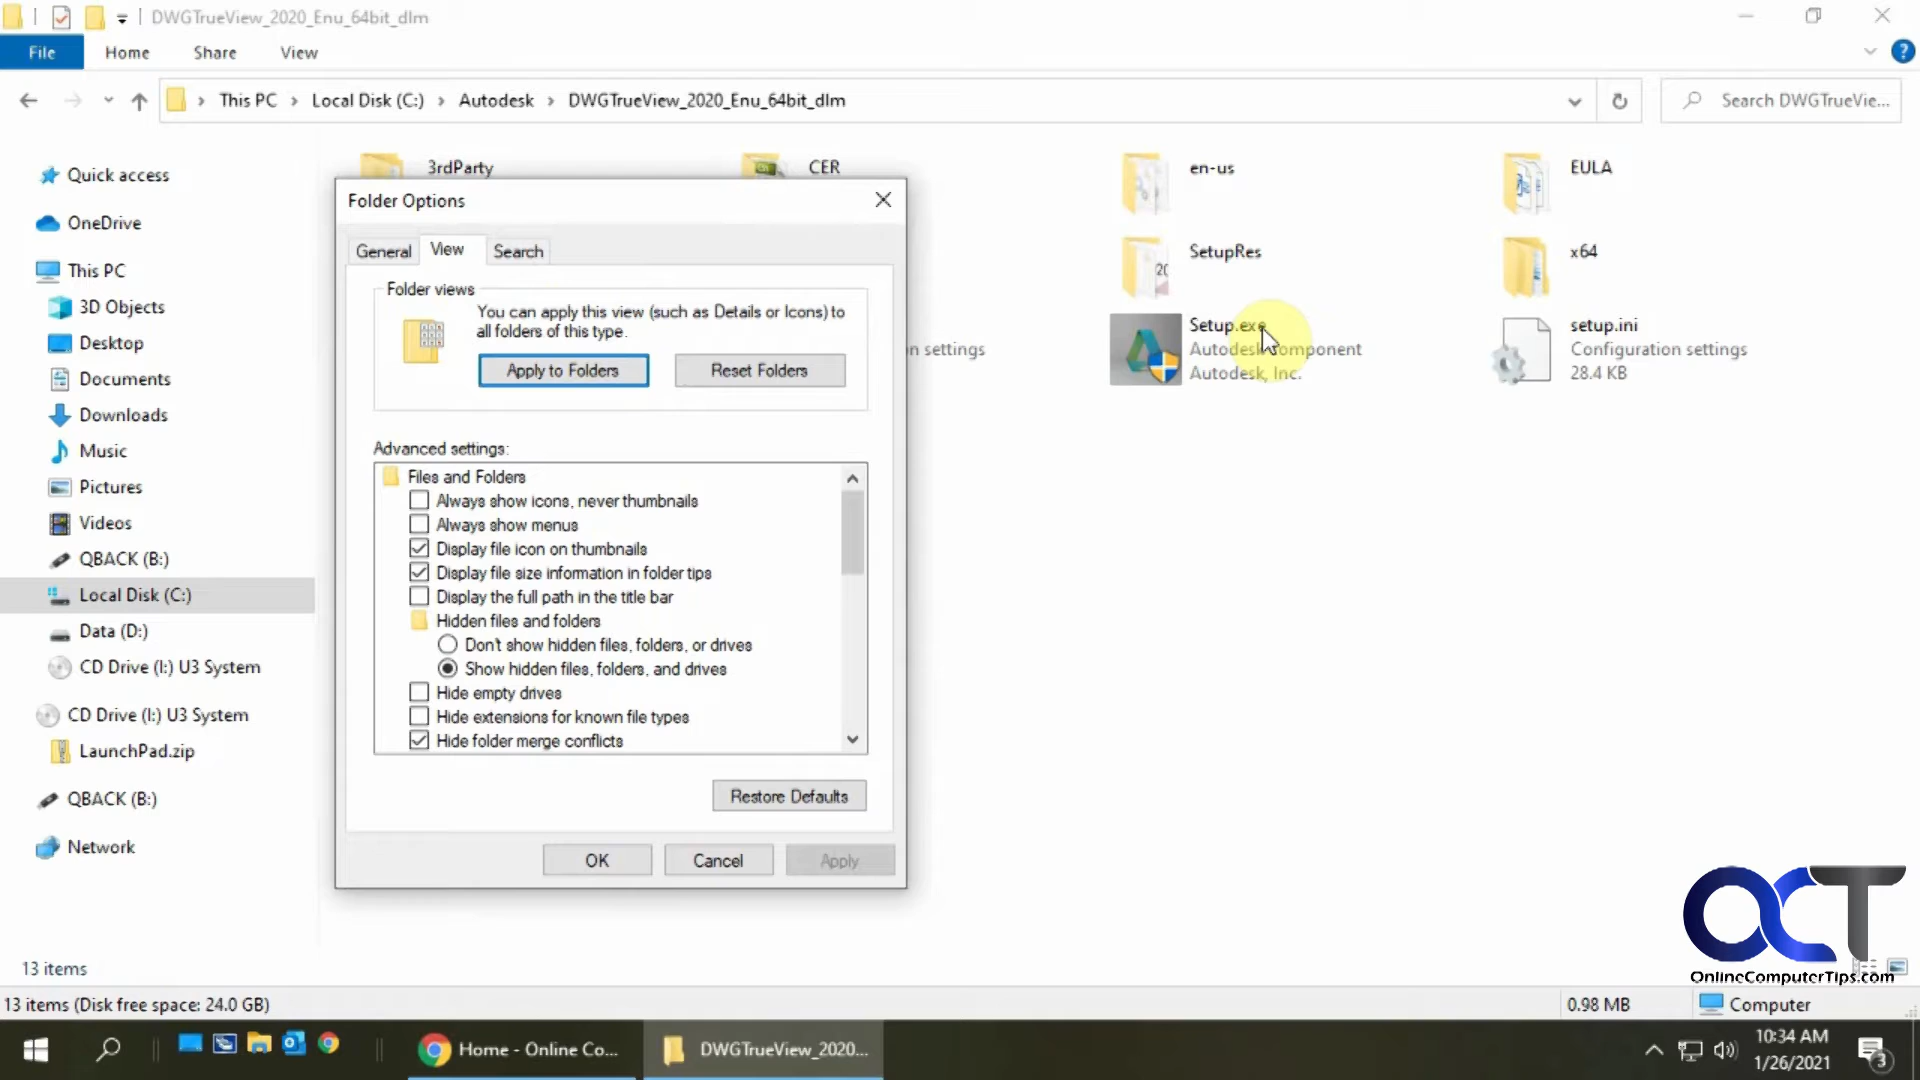 DWGTrueView_2020_Enu_64bit_dlm
File Home Share View
This PC Local Disk (C:) Autodesk DWGTrueView_2020_Enu_64bit_dlm
Search DWGTrueVie...
Quick access
OneDrive
This PC
3D Objects
Desktop
Documents
Downloads
Music
Pictures
Videos
QBACK (B:)
Local Disk (C:)
Data (D:)
CD Drive (I:) U3 System
CD Drive (I:) U3 System
LaunchPad.zip
QBACK (B:)
Network
3rdParty
CER
en-us
EULA
SetupRes
x64
n settings
Setup.exe
Autodesk component
Autodesk, Inc.
setup.ini
Configuration settings
28.4 KB
Folder Options
General View Search
Folder views
You can apply this view (such as Details or Icons) to
all folders of this type.
Apply to Folders Reset Folders
Advanced settings:
Files and Folders
Always show icons, never thumbnails
Always show menus
Display file icon on thumbnails
Display file size information in folder tips
Display the full path in the title bar
Hidden files and folders
Don't show hidden files, folders, or drives
Show hidden files, folders, and drives
Hide empty drives
Hide extensions for known file types
Hide folder merge conflicts
Restore Defaults
OK Cancel Apply
13 items
13 items (Disk free space: 24.0 GB)
0.98 MB
Computer
OCT
OnlineComputerTips.com
Home - Online Co...
DWGTrueView_2020...
10:34 AM
1/26/2021
3